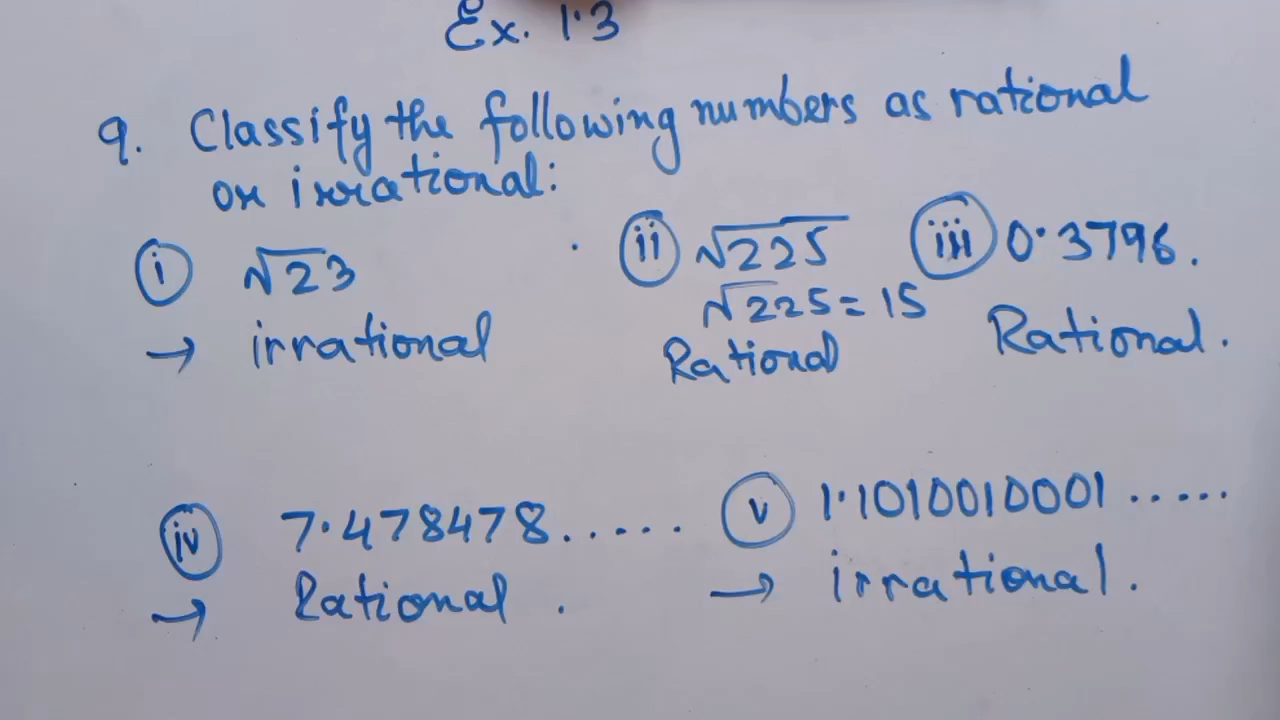 Ex. 1.3
9. Classify the following numbers as rational
or irrational:
(i) √23
→ irrational
(ii) √225
√225 = 15
Rational
(iii) 0.3796.
Rational.
(iv) 7.478478......
→ Rational.
(v) 1.1010010001.....
→ irrational.